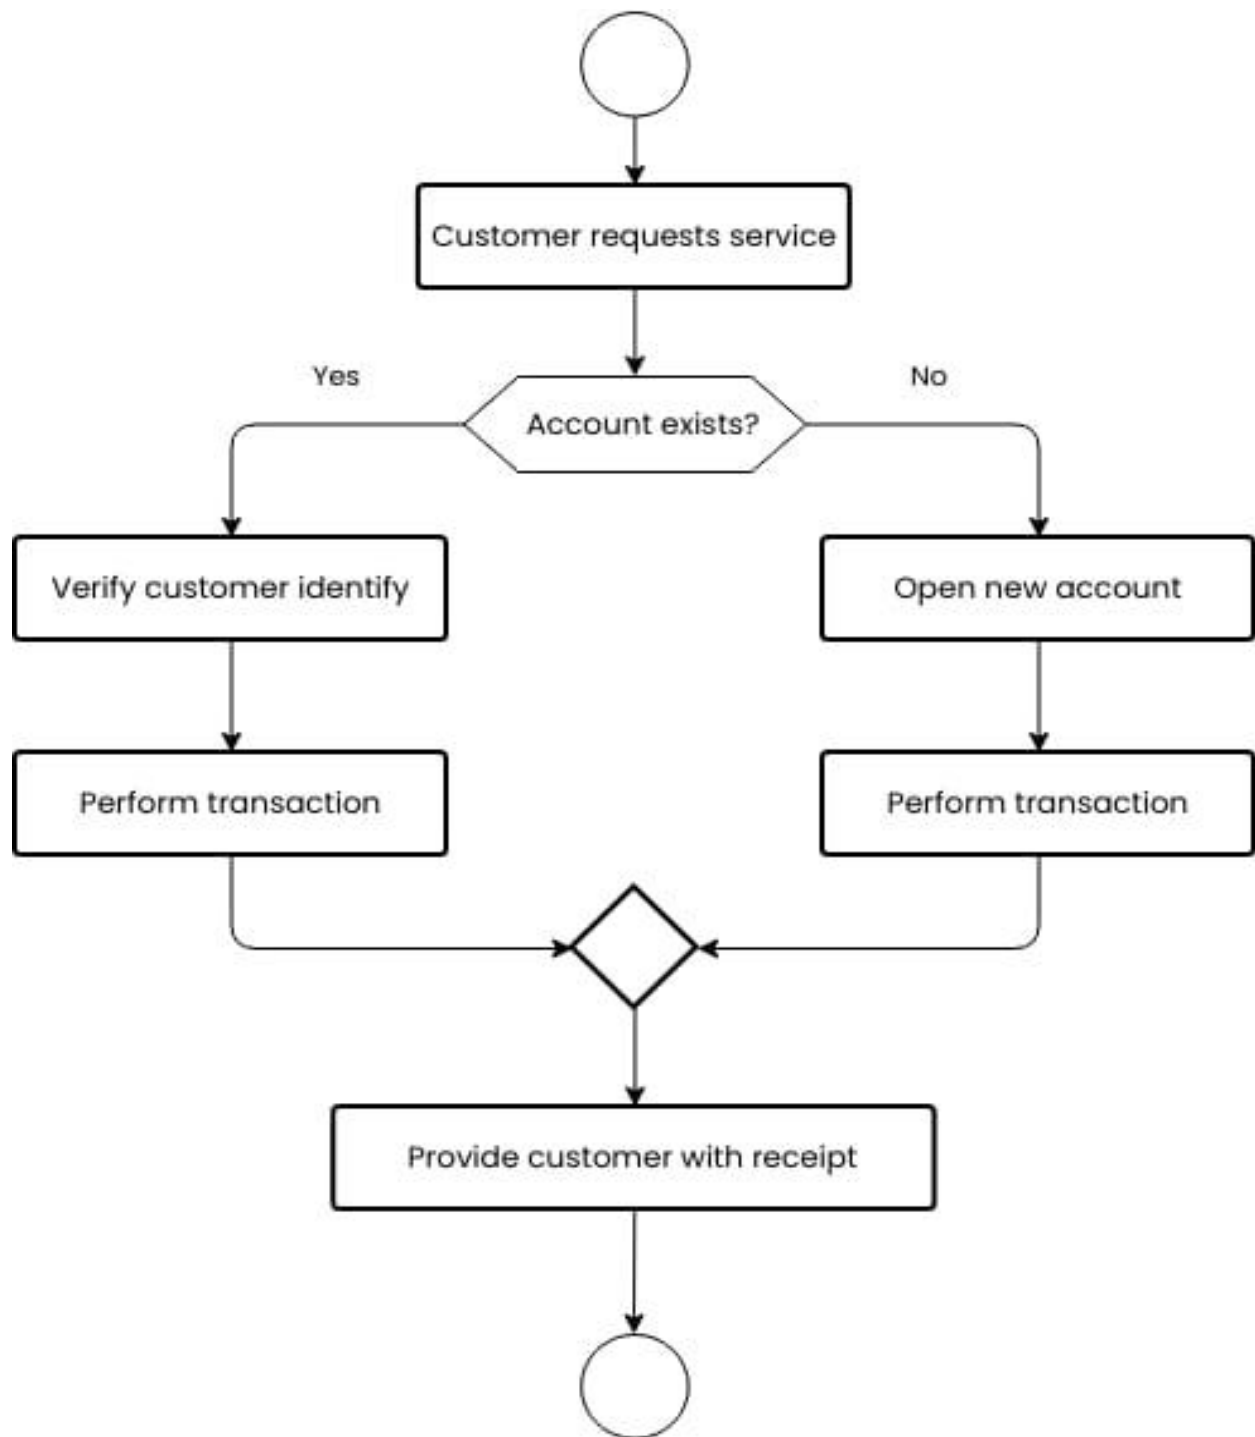 Customer requests service
Yes
No
Account exists?
Verify customer identify
Open new account
Perform transaction
Perform transaction
Provide customer with receipt